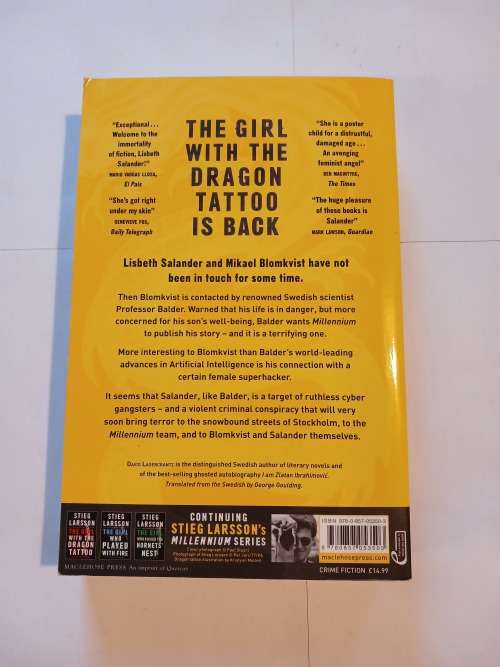 "Exceptional...
Welcome to the
immortality
of fiction, Lisbeth
Salander!"
MARIO VARGAS LLOSA,
El País
"She's got right
under my skin"
GENEVIEVE FOX,
Daily Telegraph
THE GIRL
WITH THE
DRAGON
TATTOO
IS BACK
"She is a poster
child for a distrustful,
damaged age...
An avenging
feminist angel"
BEN MACINTYRE,
The Times
"The huge pleasure
of these books is
Salander"
MARK LAWSON, Guardian
Lisbeth Salander and Mikael Blomkvist have not
been in touch for some time.
Then Blomkvist is contacted by renowned Swedish scientist
Professor Balder. Warned that his life is in danger, but more
concerned for his son's well-being, Balder wants Millennium
to publish his story – and it is a terrifying one.
More interesting to Blomkvist than Balder's world-leading
advances in Artificial Intelligence is his connection with a
certain female superhacker.
It seems that Salander, like Balder, is a target of ruthless cyber
gangsters – and a violent criminal conspiracy that will very
soon bring terror to the snowbound streets of Stockholm, to the
Millennium team, and to Blomkvist and Salander themselves.
DAVID LAGERCRANTZ is the distinguished Swedish author of literary novels and
of the best-selling ghosted autobiography I am Zlatan Ibrahimović.
Translated from the Swedish by George Goulding.
STIEG
LARSSON
THE GIRL
WITH THE
DRAGON
TATTOO
STIEG
LARSSON
THE GIRL
WHO
PLAYED
WITH FIRE
STIEG
LARSSON
THE GIRL
HORNETS'
NEST
CONTINUING
STIEG LARSSON's
MILLENNIUM SERIES
maclehosepress.com
CRIME FICTION £14.99
MACLEHOSE PRESS An imprint of Quercus